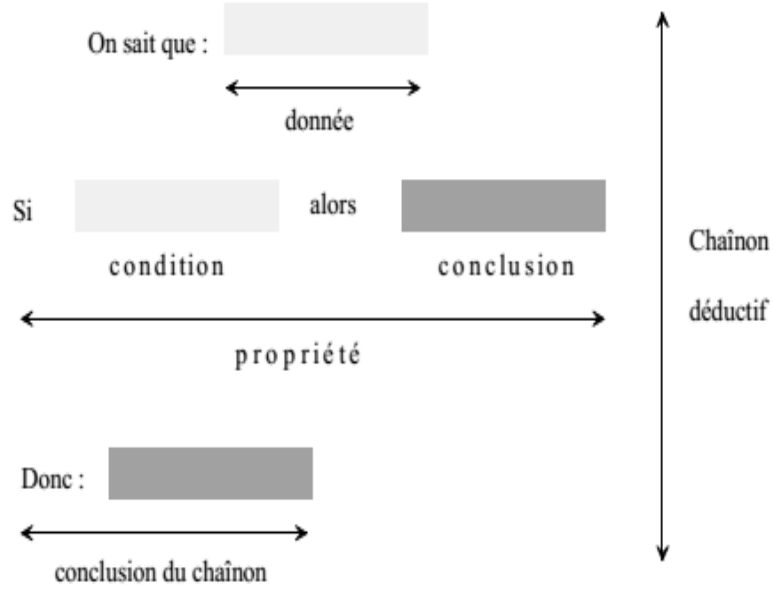 On sait que :
donnée
Si
alors
condition
conclusion
propriété
Chaînon
déductif
Donc :
conclusion du chaînon